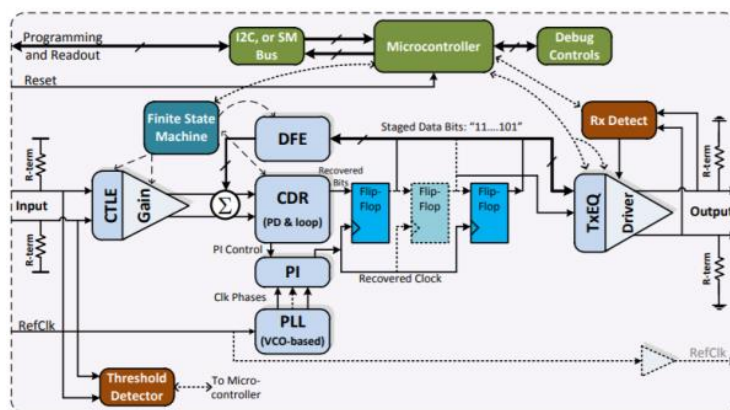 Programming
and Readout
I2C, or SM
Bus
Microcontroller
Debug
Controls
Reset
Finite State
Machine
DFE
Staged Data Bits: “11….101”
Rx Detect
R-term
Input
R-term
CTLE
Gain
Σ
CDR
(PD & loop)
Recovered
Bits
Flip-
Flop
Flip-
Flop
Flip-
Flop
TxEQ
Driver
R-term
Output
R-term
PI Control
PI
Recovered Clock
Clk Phases
PLL
(VCO-based)
RefClk
RefClk
Threshold
Detector
To Micro-
controller